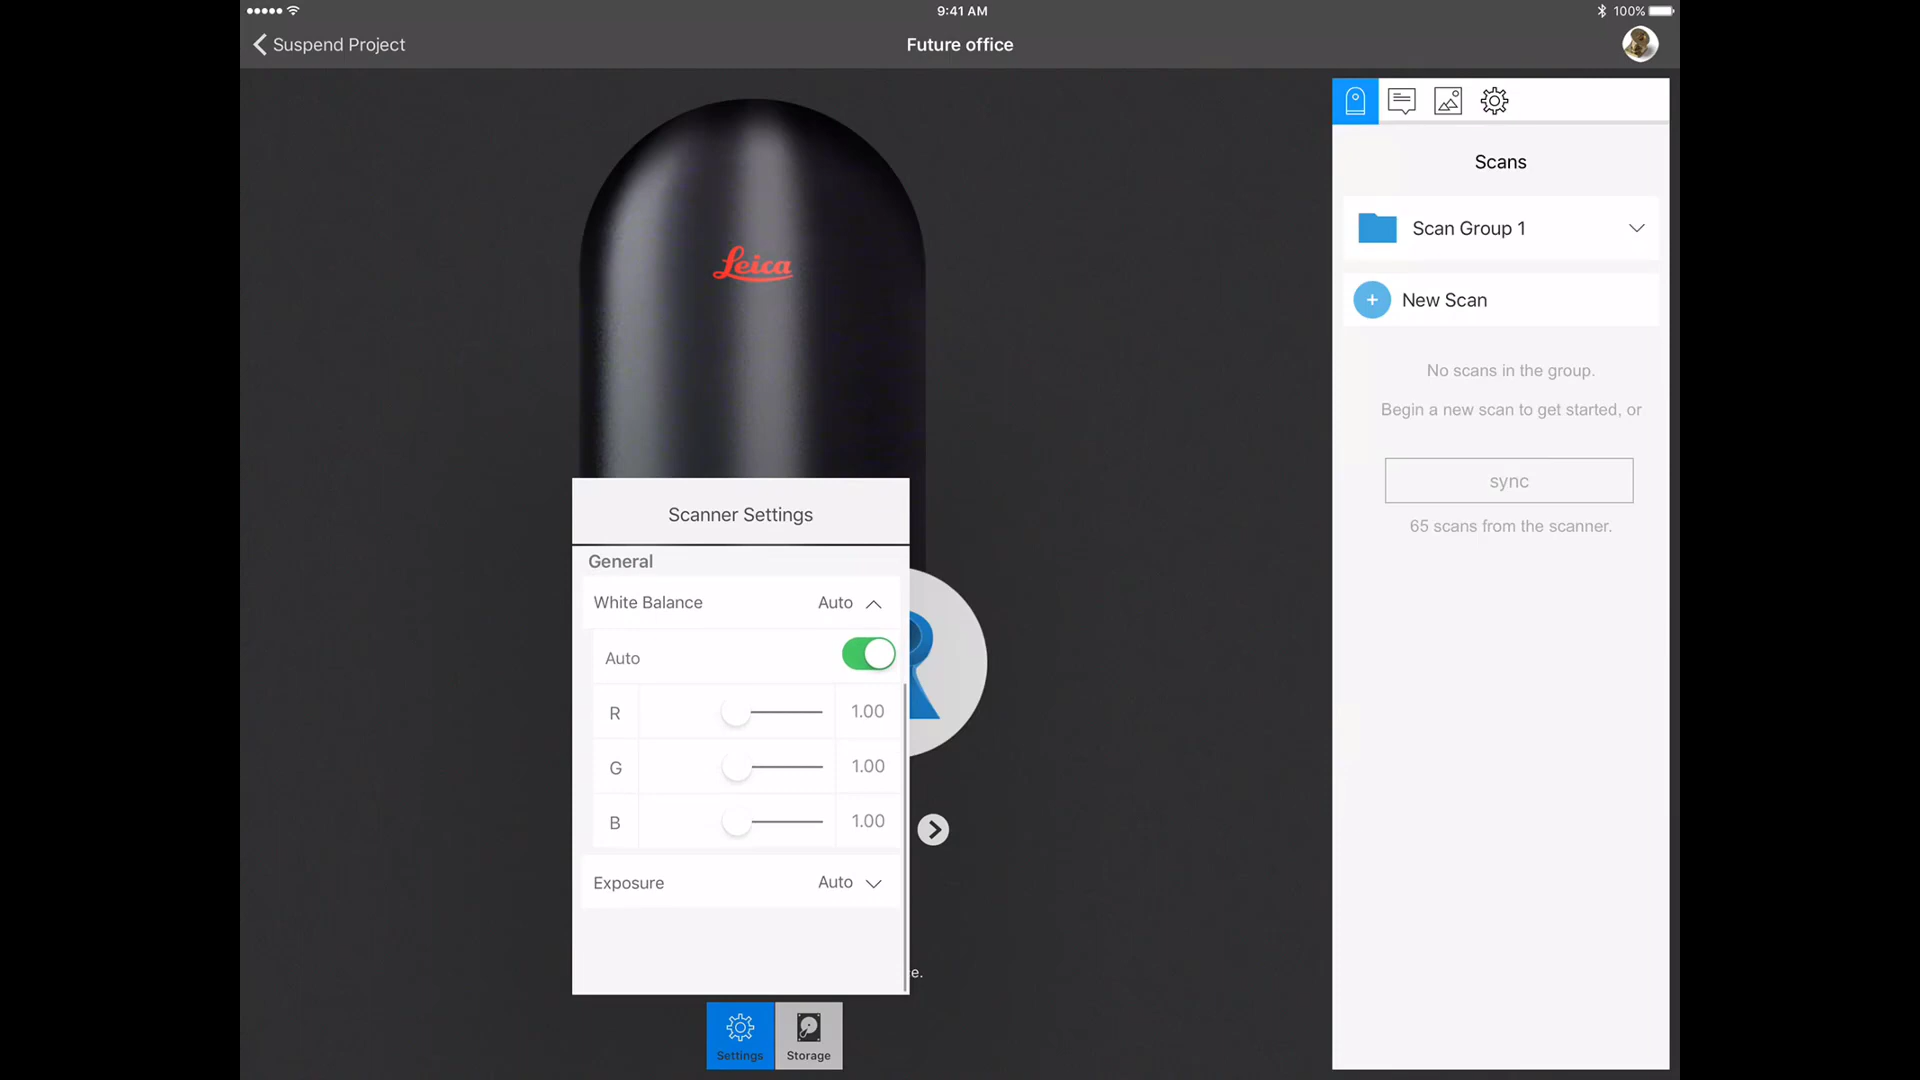 9:41 AM
100%
Suspend Project
Future office
Leica
Scans
Scan Group 1
New Scan
No scans in the group.
Begin a new scan to get started, or
sync
65 scans from the scanner.
Scanner Settings
General
White Balance Auto
Auto
R 1.00
G 1.00
B 1.00
Exposure Auto
e.
Settings
Storage